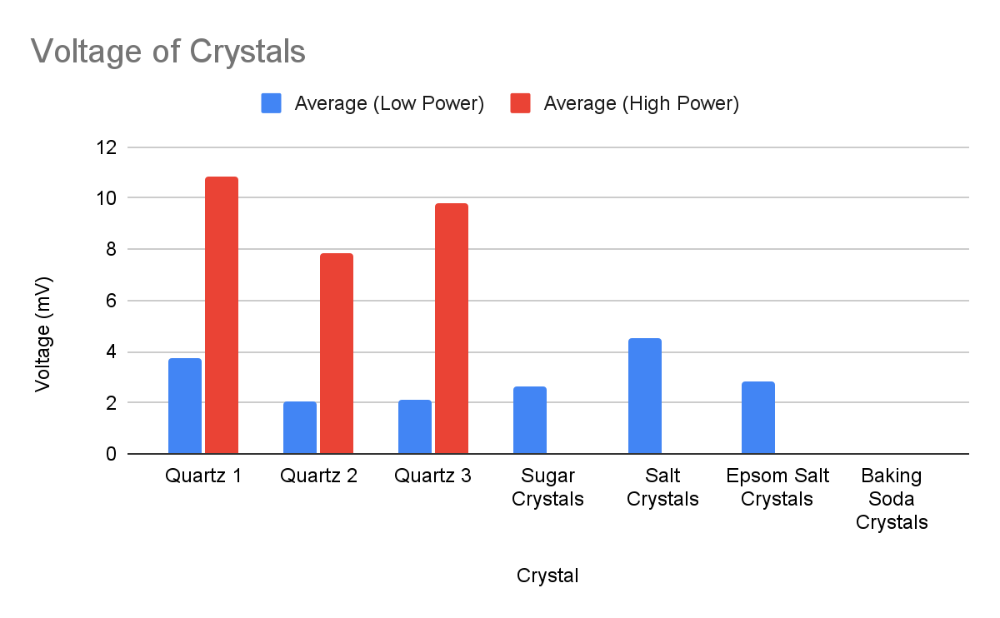 Voltage of Crystals
Average (Low Power)
Average (High Power)
Voltage (mV)
12
10
8
6
4
2
0
Quartz 1
Quartz 2
Quartz 3
Sugar
Crystals
Salt
Crystals
Epsom Salt
Crystals
Baking
Soda
Crystals
Crystal